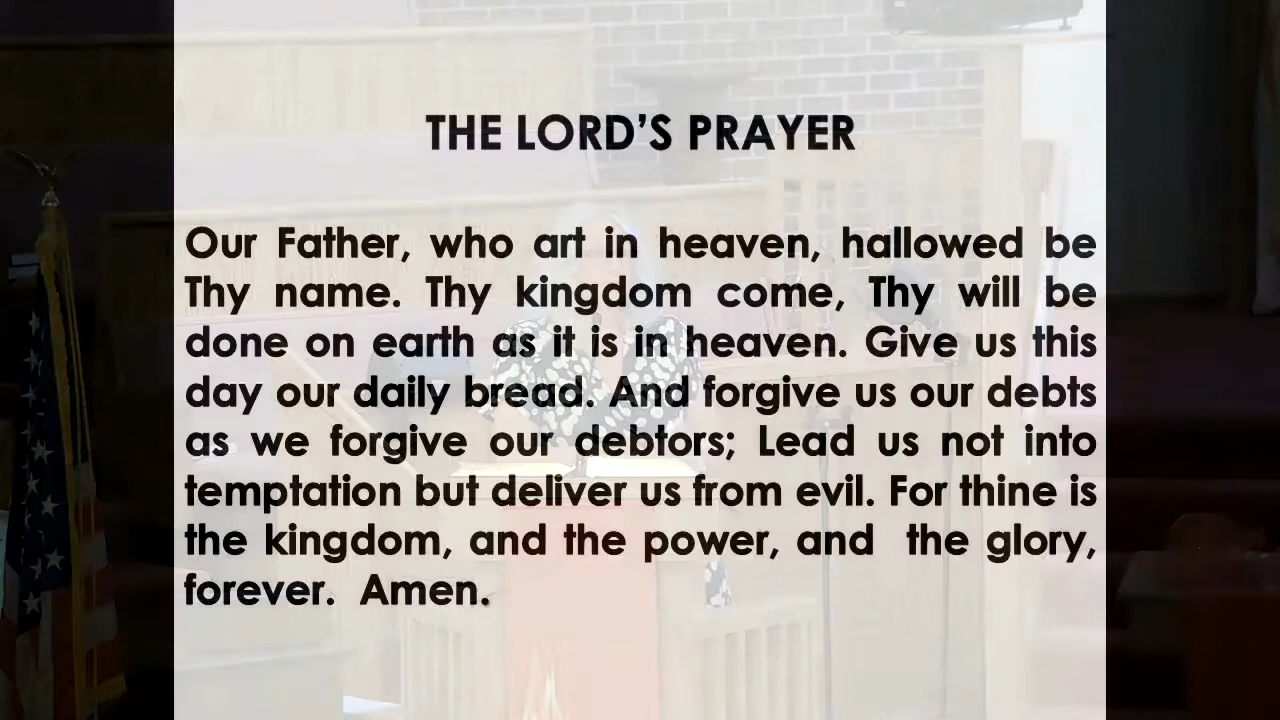 THE LORD’S PRAYER
Our Father, who art in heaven, hallowed be
Thy name. Thy kingdom come, Thy will be
done on earth as it is in heaven. Give us this
day our daily bread. And forgive us our debts
as we forgive our debtors; Lead us not into
temptation but deliver us from evil. For thine is
the kingdom, and the power, and the glory,
forever. Amen.